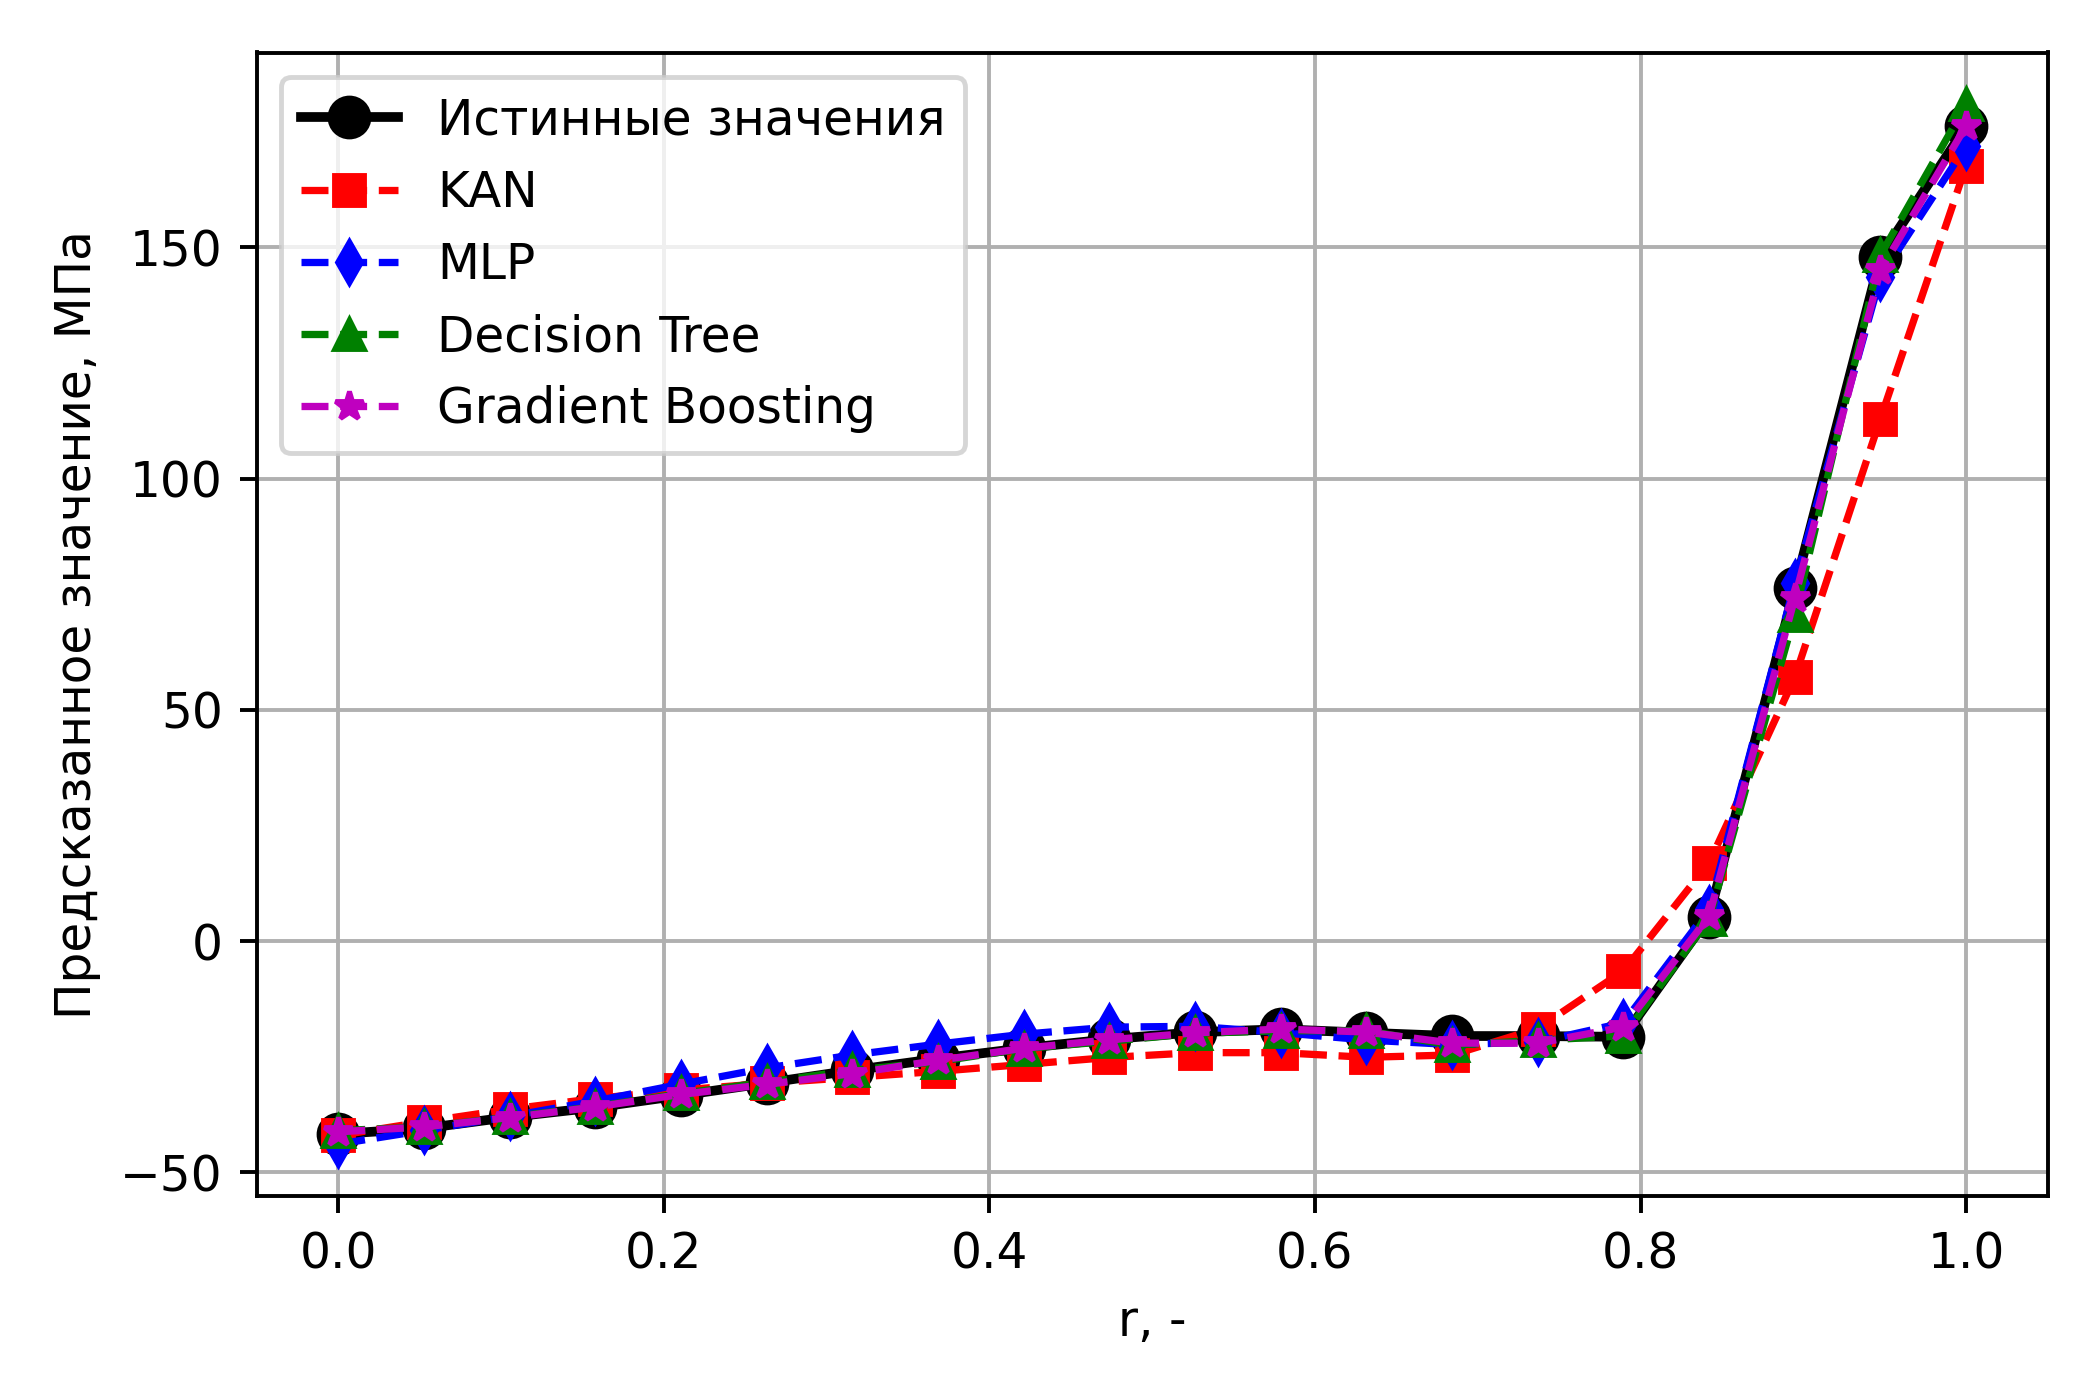 Истинные значения
KAN
MLP
Decision Tree
Gradient Boosting
Предсказанное значение, МПа
150
100
50
0
−50
0.0 0.2 0.4 0.6 0.8 1.0
r, -